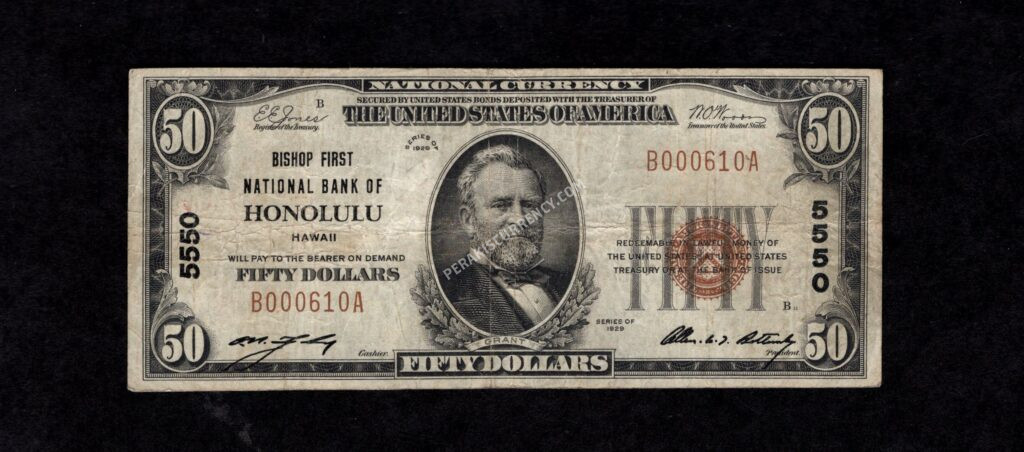 NATIONAL CURRENCY
SECURED BY UNITED STATES BONDS DEPOSITED WITH THE TREASURER OF
THE UNITED STATES OF AMERICA
50
E.E. Jones
Register of the Treasury.
B
W.O. Woods
Treasurer of the United States.
50
SERIES OF
1929
BISHOP FIRST
NATIONAL BANK OF
HONOLULU
HAWAII
WILL PAY TO THE BEARER ON DEMAND
FIFTY DOLLARS
B000610A
5550
B000610A
FIFTY
REDEEMABLE IN LAWFUL MONEY OF
THE UNITED STATES AT UNITED STATES
TREASURY OR AT THE BANK OF ISSUE
5550
B
SERIES OF
1929
PERAKISCURRENCY.COM
GRANT
50
Cashier.
FIFTY DOLLARS
President.
50